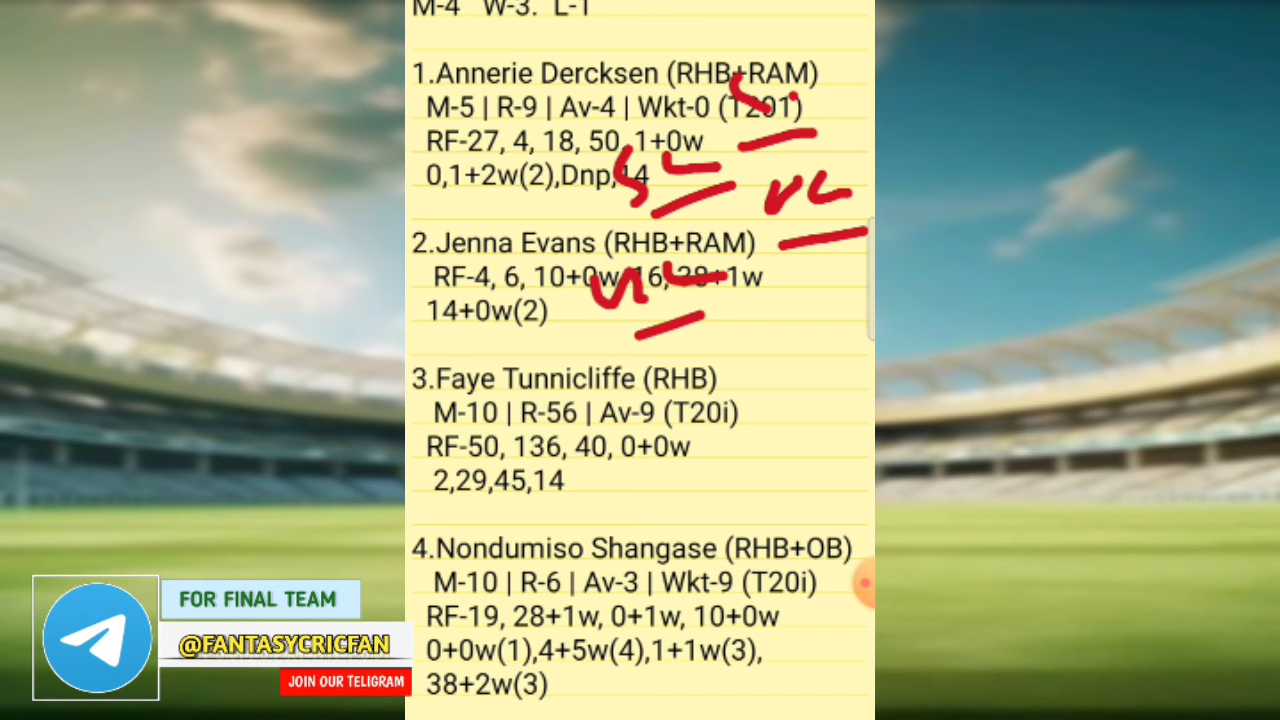 M-4 W-3. L-1
1.Annerie Dercksen (RHB+RAM)
M-5 | R-9 | Av-4 | Wkt-0 (T20i)
RF-27, 4, 18, 50, 1+0w
0,1+2w(2),Dnp,14
2.Jenna Evans (RHB+RAM)
RF-4, 6, 10+0w, 16, 28+1w
14+0w(2)
3.Faye Tunnicliffe (RHB)
M-10 | R-56 | Av-9 (T20i)
RF-50, 136, 40, 0+0w
2,29,45,14
4.Nondumiso Shangase (RHB+OB)
M-10 | R-6 | Av-3 | Wkt-9 (T20i)
RF-19, 28+1w, 0+1w, 10+0w
0+0w(1),4+5w(4),1+1w(3),
38+2w(3)
FOR FINAL TEAM
@FANTASYCRICFAN
JOIN OUR TELIGRAM